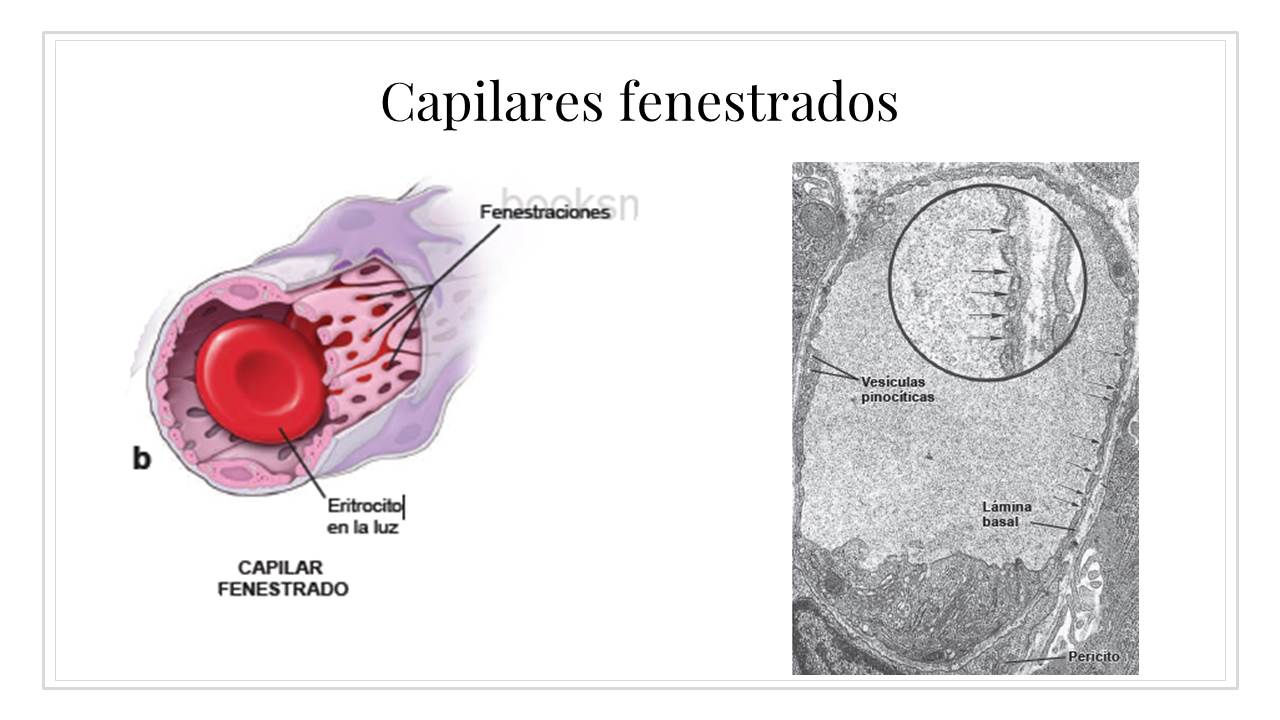 Capilares fenestrados
booksn
Fenestraciones
b
Eritrocito
en la luz
CAPILAR
FENESTRADO
Vesículas
pinocíticas
Lámina
basal
Pericito